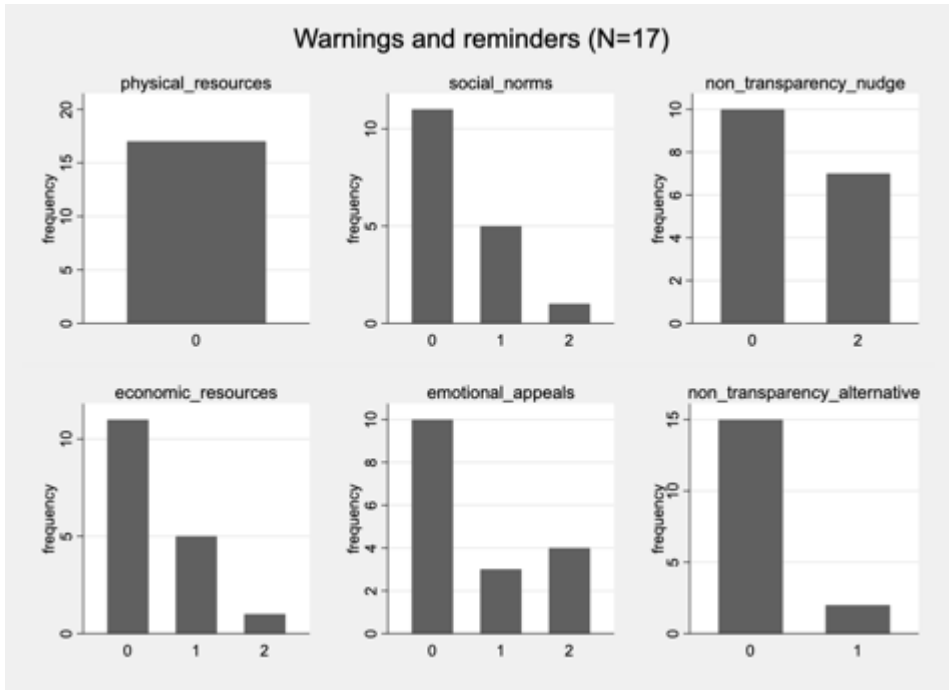 Warnings and reminders (N=17)
physical_resources
frequency
0 5 10 15 20
0
social_norms
frequency
0 5 10
0 1 2
non_transparency_nudge
frequency
0 2 4 6 8 10
0 2
economic_resources
frequency
0 5 10
0 1 2
emotional_appeals
frequency
0 2 4 6 8 10
0 1 2
non_transparency_alternative
frequency
0 5 10 15
0 1